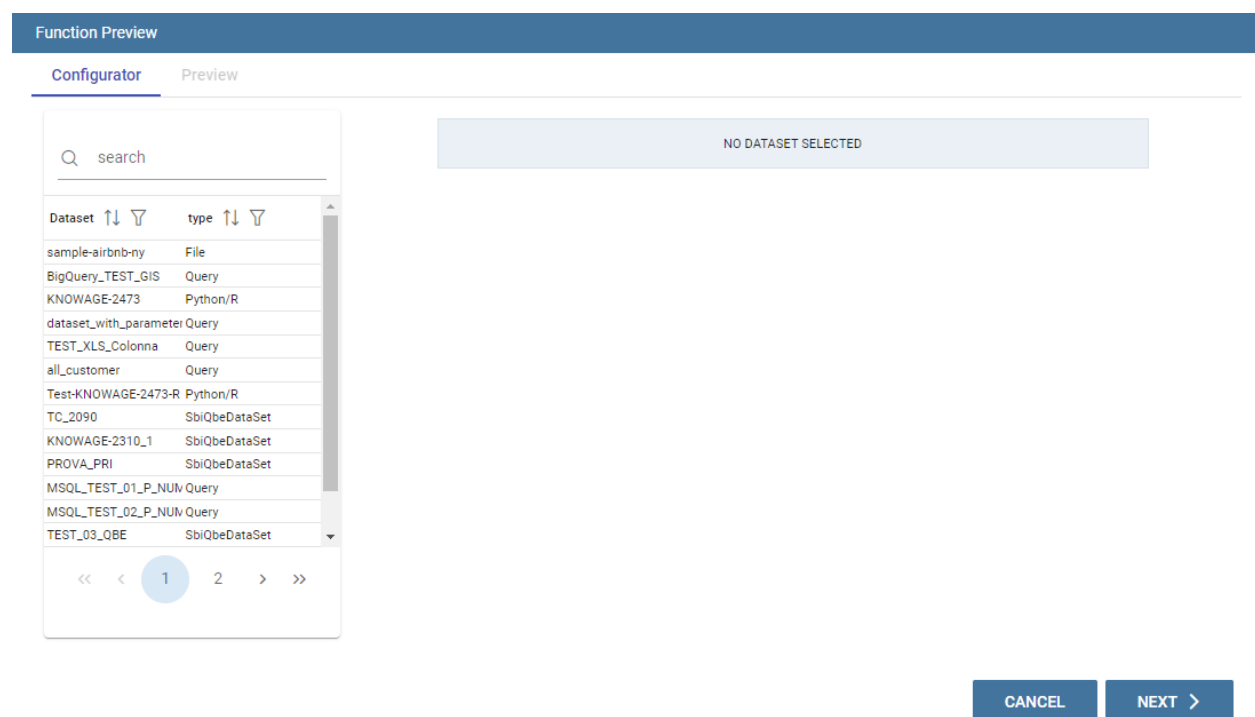 Function Preview
Configurator Preview
search
NO DATASET SELECTED
Dataset type
sample-airbnb-ny File
BigQuery_TEST_GIS Query
KNOWAGE-2473 Python/R
dataset_with_parameter Query
TEST_XLS_Colonna Query
all_customer Query
Test-KNOWAGE-2473-R Python/R
TC_2090 SbiQbeDataSet
KNOWAGE-2310_1 SbiQbeDataSet
PROVA_PRI SbiQbeDataSet
MSQL_TEST_01_P_NUM Query
MSQL_TEST_02_P_NUM Query
TEST_03_QBE SbiQbeDataSet
<< < 1 2 > >>
CANCEL NEXT >